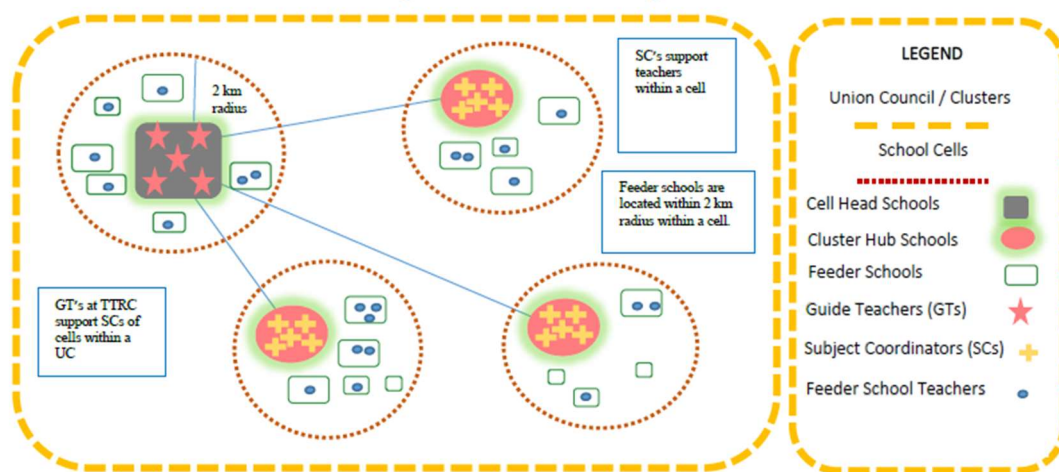 2 km
radius
SC's support
teachers
within a cell
Feeder schools are
located within 2 km
radius within a cell.
GT's at TTRC
support SCs of
cells within a
UC
LEGEND
Union Council / Clusters
School Cells
Cell Head Schools
Cluster Hub Schools
Feeder Schools
Guide Teachers (GTs)
Subject Coordinators (SCs)
Feeder School Teachers